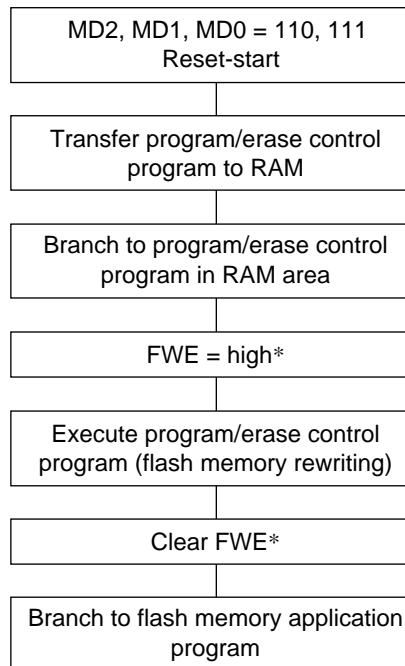 MD2, MD1, MD0 = 110, 111
Reset-start
Transfer program/erase control
program to RAM
Branch to program/erase control
program in RAM area
FWE = high*
Execute program/erase control
program (flash memory rewriting)
Clear FWE*
Branch to flash memory application
program